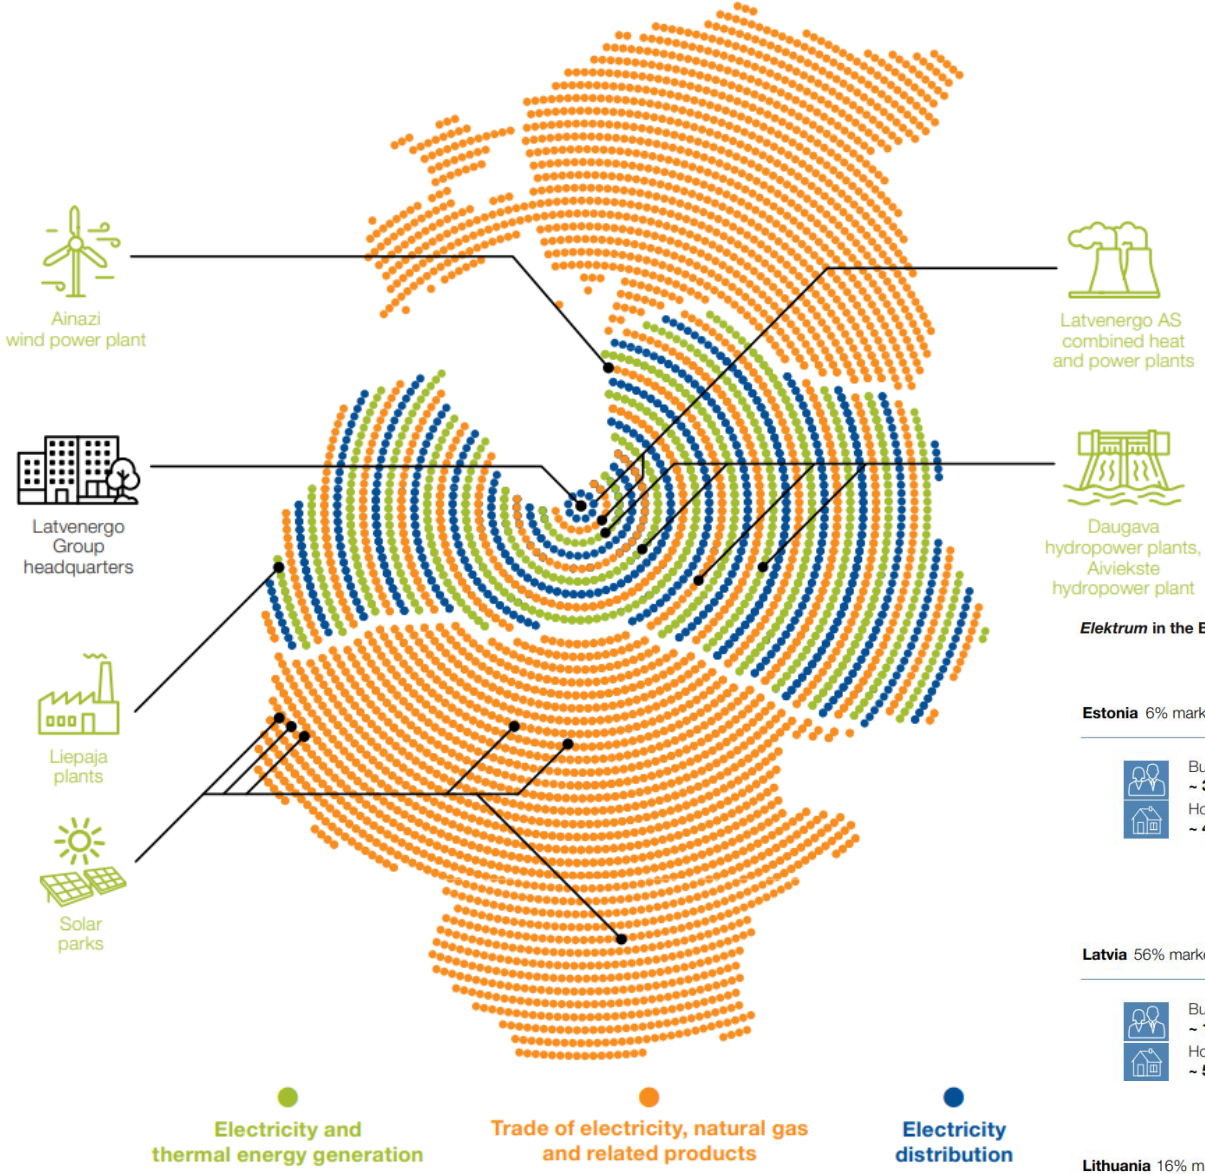 Ainazi
wind power plant
Latvenergo
Group
headquarters
Liepaja
plants
Solar
parks
Latvenergo AS
combined heat
and power plants
Daugava
hydropower plants,
Aiviekste
hydropower plant
Elektrum in the
Estonia 6%
~
~
Latvia 56%
~
~
Lithuania 16%
Electricity and
thermal energy generation
Trade of electricity, natural gas
and related products
Electricity
distribution